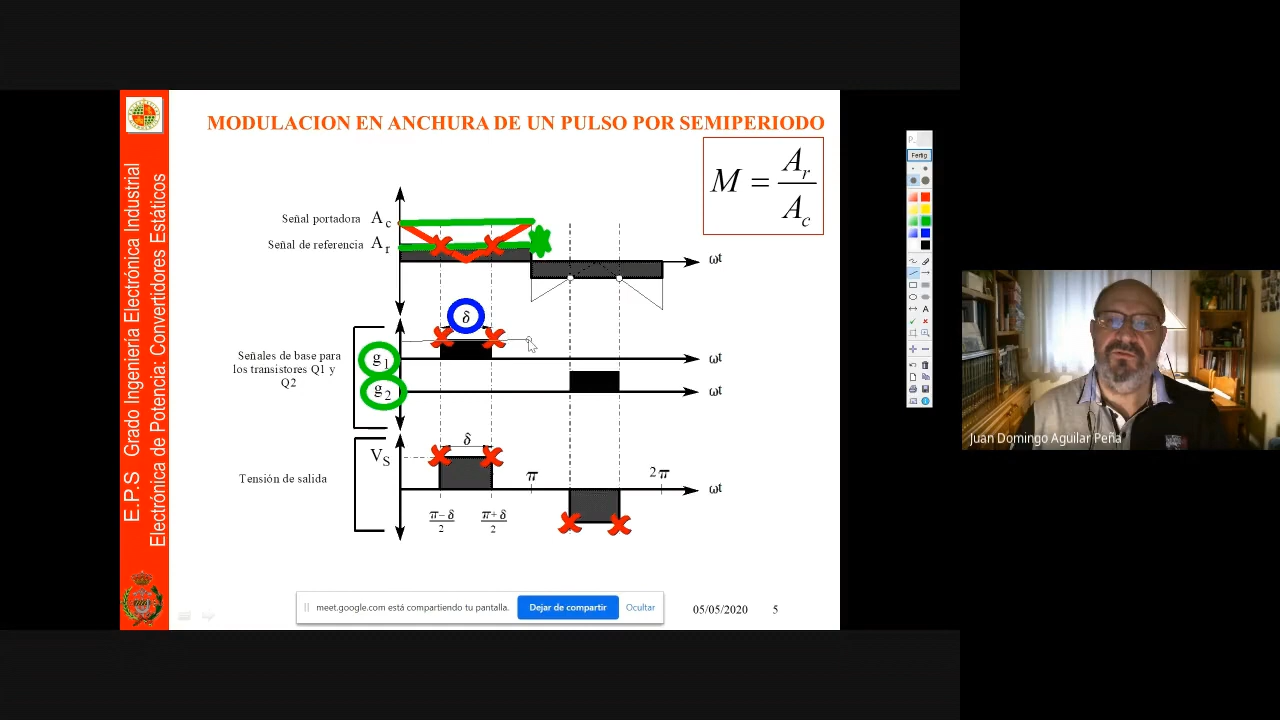 MODULACION EN ANCHURA DE UN PULSO POR SEMIPERIODO
M = Ar / Ac
Señal portadora Ac
Señal de referencia Ar
ωt
δ
Señales de base para
los transistores Q1 y
Q2
g1
ωt
g2
ωt
δ
VS
Tensión de salida
π
2π
ωt
π-δ/2
π+δ/2
E.P.S Grado Ingeniería Electrónica Industrial
Electrónica de Potencia: Convertidores Estáticos
meet.google.com está compartiendo tu pantalla.
Dejar de compartir
Ocultar
05/05/2020 5
Fertig
A
Juan Domingo Aguilar Peña